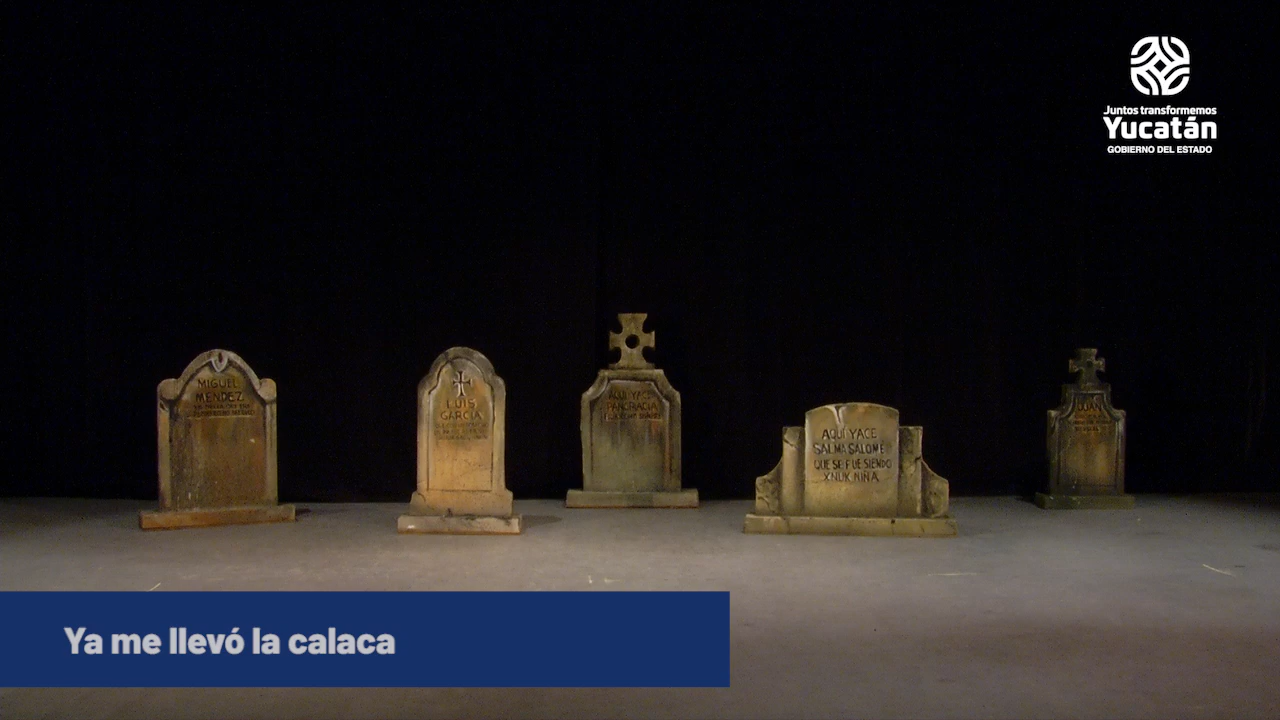 Juntos transformemos
Yucatán
GOBIERNO DEL ESTADO
MIGUEL
MENDEZ
LUIS
GARCIA
AQUI YACE
PANCRACIA
AQUI YACE
SALMA SALOME
QUE SE FUE SIENDO
XNUK NIÑA
JUAN
Ya me llevó la calaca